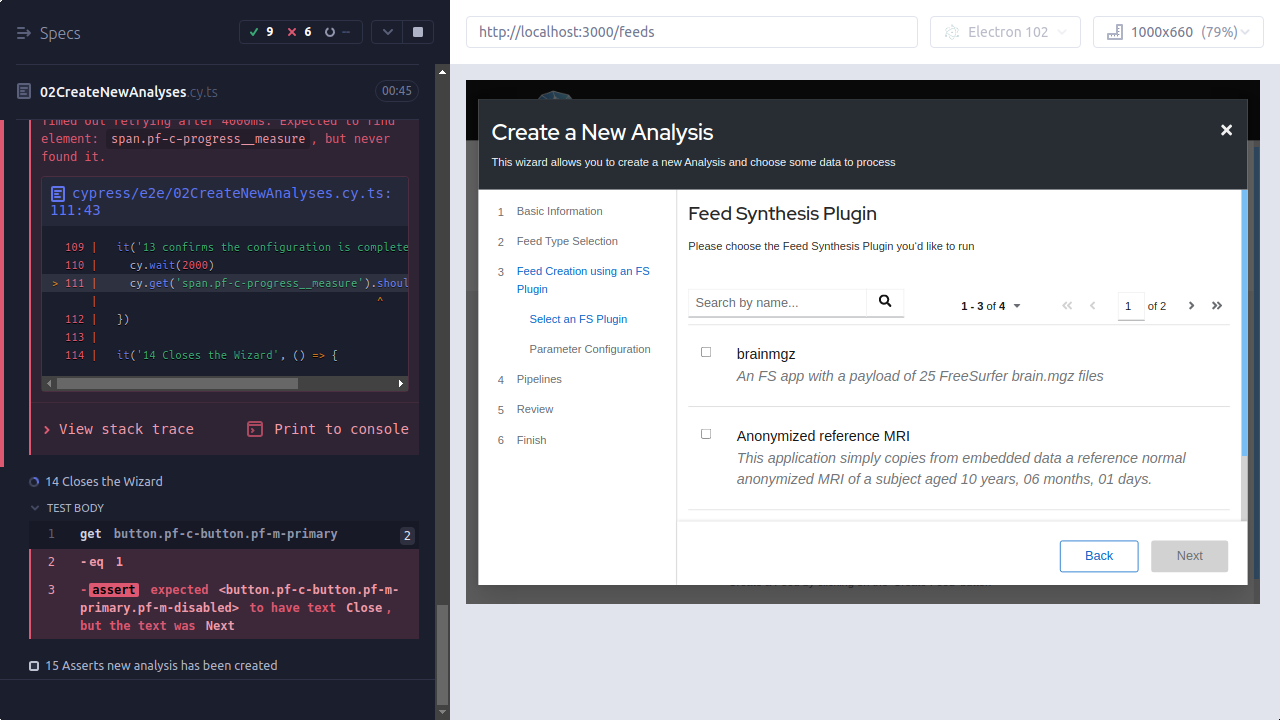 Specs
9 6 --
02CreateNewAnalyses.cy.ts
00:45
Timed out retrying after 4000ms: Expected to find
element: span.pf-c-progress__measure, but never
found it.
cypress/e2e/02CreateNewAnalyses.cy.ts:
111:43
109 | it('13 confirms the configuration is complete
110 | cy.wait(2000)
> 111 | cy.get('span.pf-c-progress__measure').shoul
| ^
112 | })
113 |
114 | it('14 Closes the Wizard', () => {
View stack trace
Print to console
14 Closes the Wizard
TEST BODY
1 get button.pf-c-button.pf-m-primary 2
2 -eq 1
3 -assert expected <button.pf-c-button.pf-m-
primary.pf-m-disabled> to have text Close,
but the text was Next
15 Asserts new analysis has been created
http://localhost:3000/feeds
Electron 102
1000x660 (79%)
Create a New Analysis
This wizard allows you to create a new Analysis and choose some data to process
1 Basic Information
2 Feed Type Selection
3 Feed Creation using an FS
Plugin
Select an FS Plugin
Parameter Configuration
4 Pipelines
5 Review
6 Finish
Feed Synthesis Plugin
Please choose the Feed Synthesis Plugin you'd like to run
Search by name...
1 - 3 of 4
1 of 2
brainmgz
An FS app with a payload of 25 FreeSurfer brain.mgz files
Anonymized reference MRI
This application simply copies from embedded data a reference normal
anonymized MRI of a subject aged 10 years, 06 months, 01 days.
Back
Next